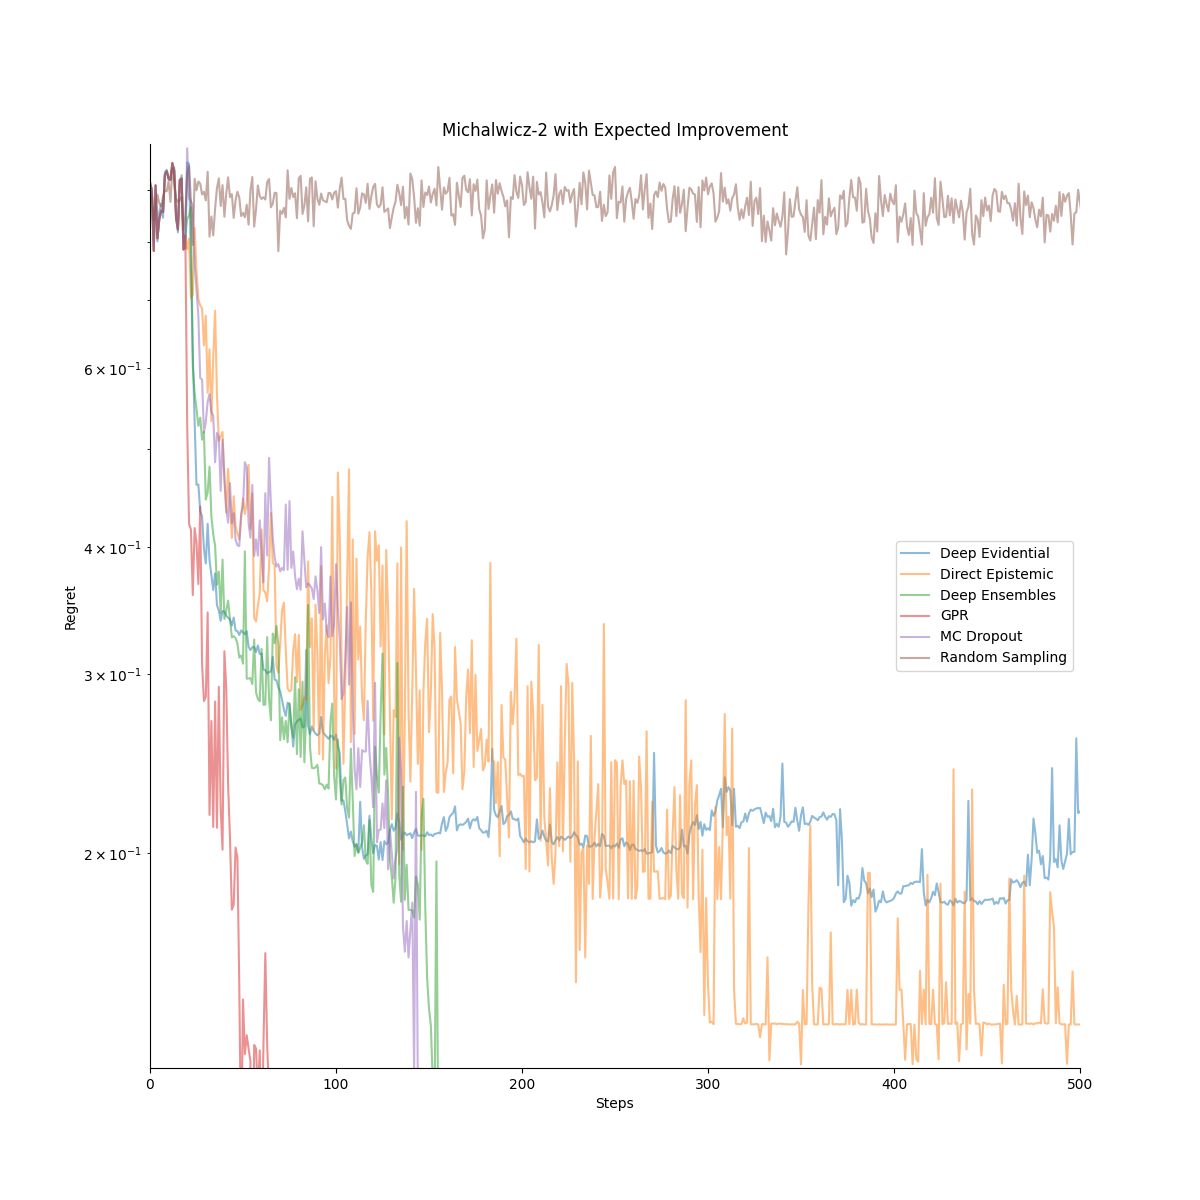 Michalwicz-2 with Expected Improvement
6 × 10⁻¹
4 × 10⁻¹
3 × 10⁻¹
2 × 10⁻¹
Regret
Deep Evidential
Direct Epistemic
Deep Ensembles
GPR
MC Dropout
Random Sampling
0 100 200 300 400 500
Steps